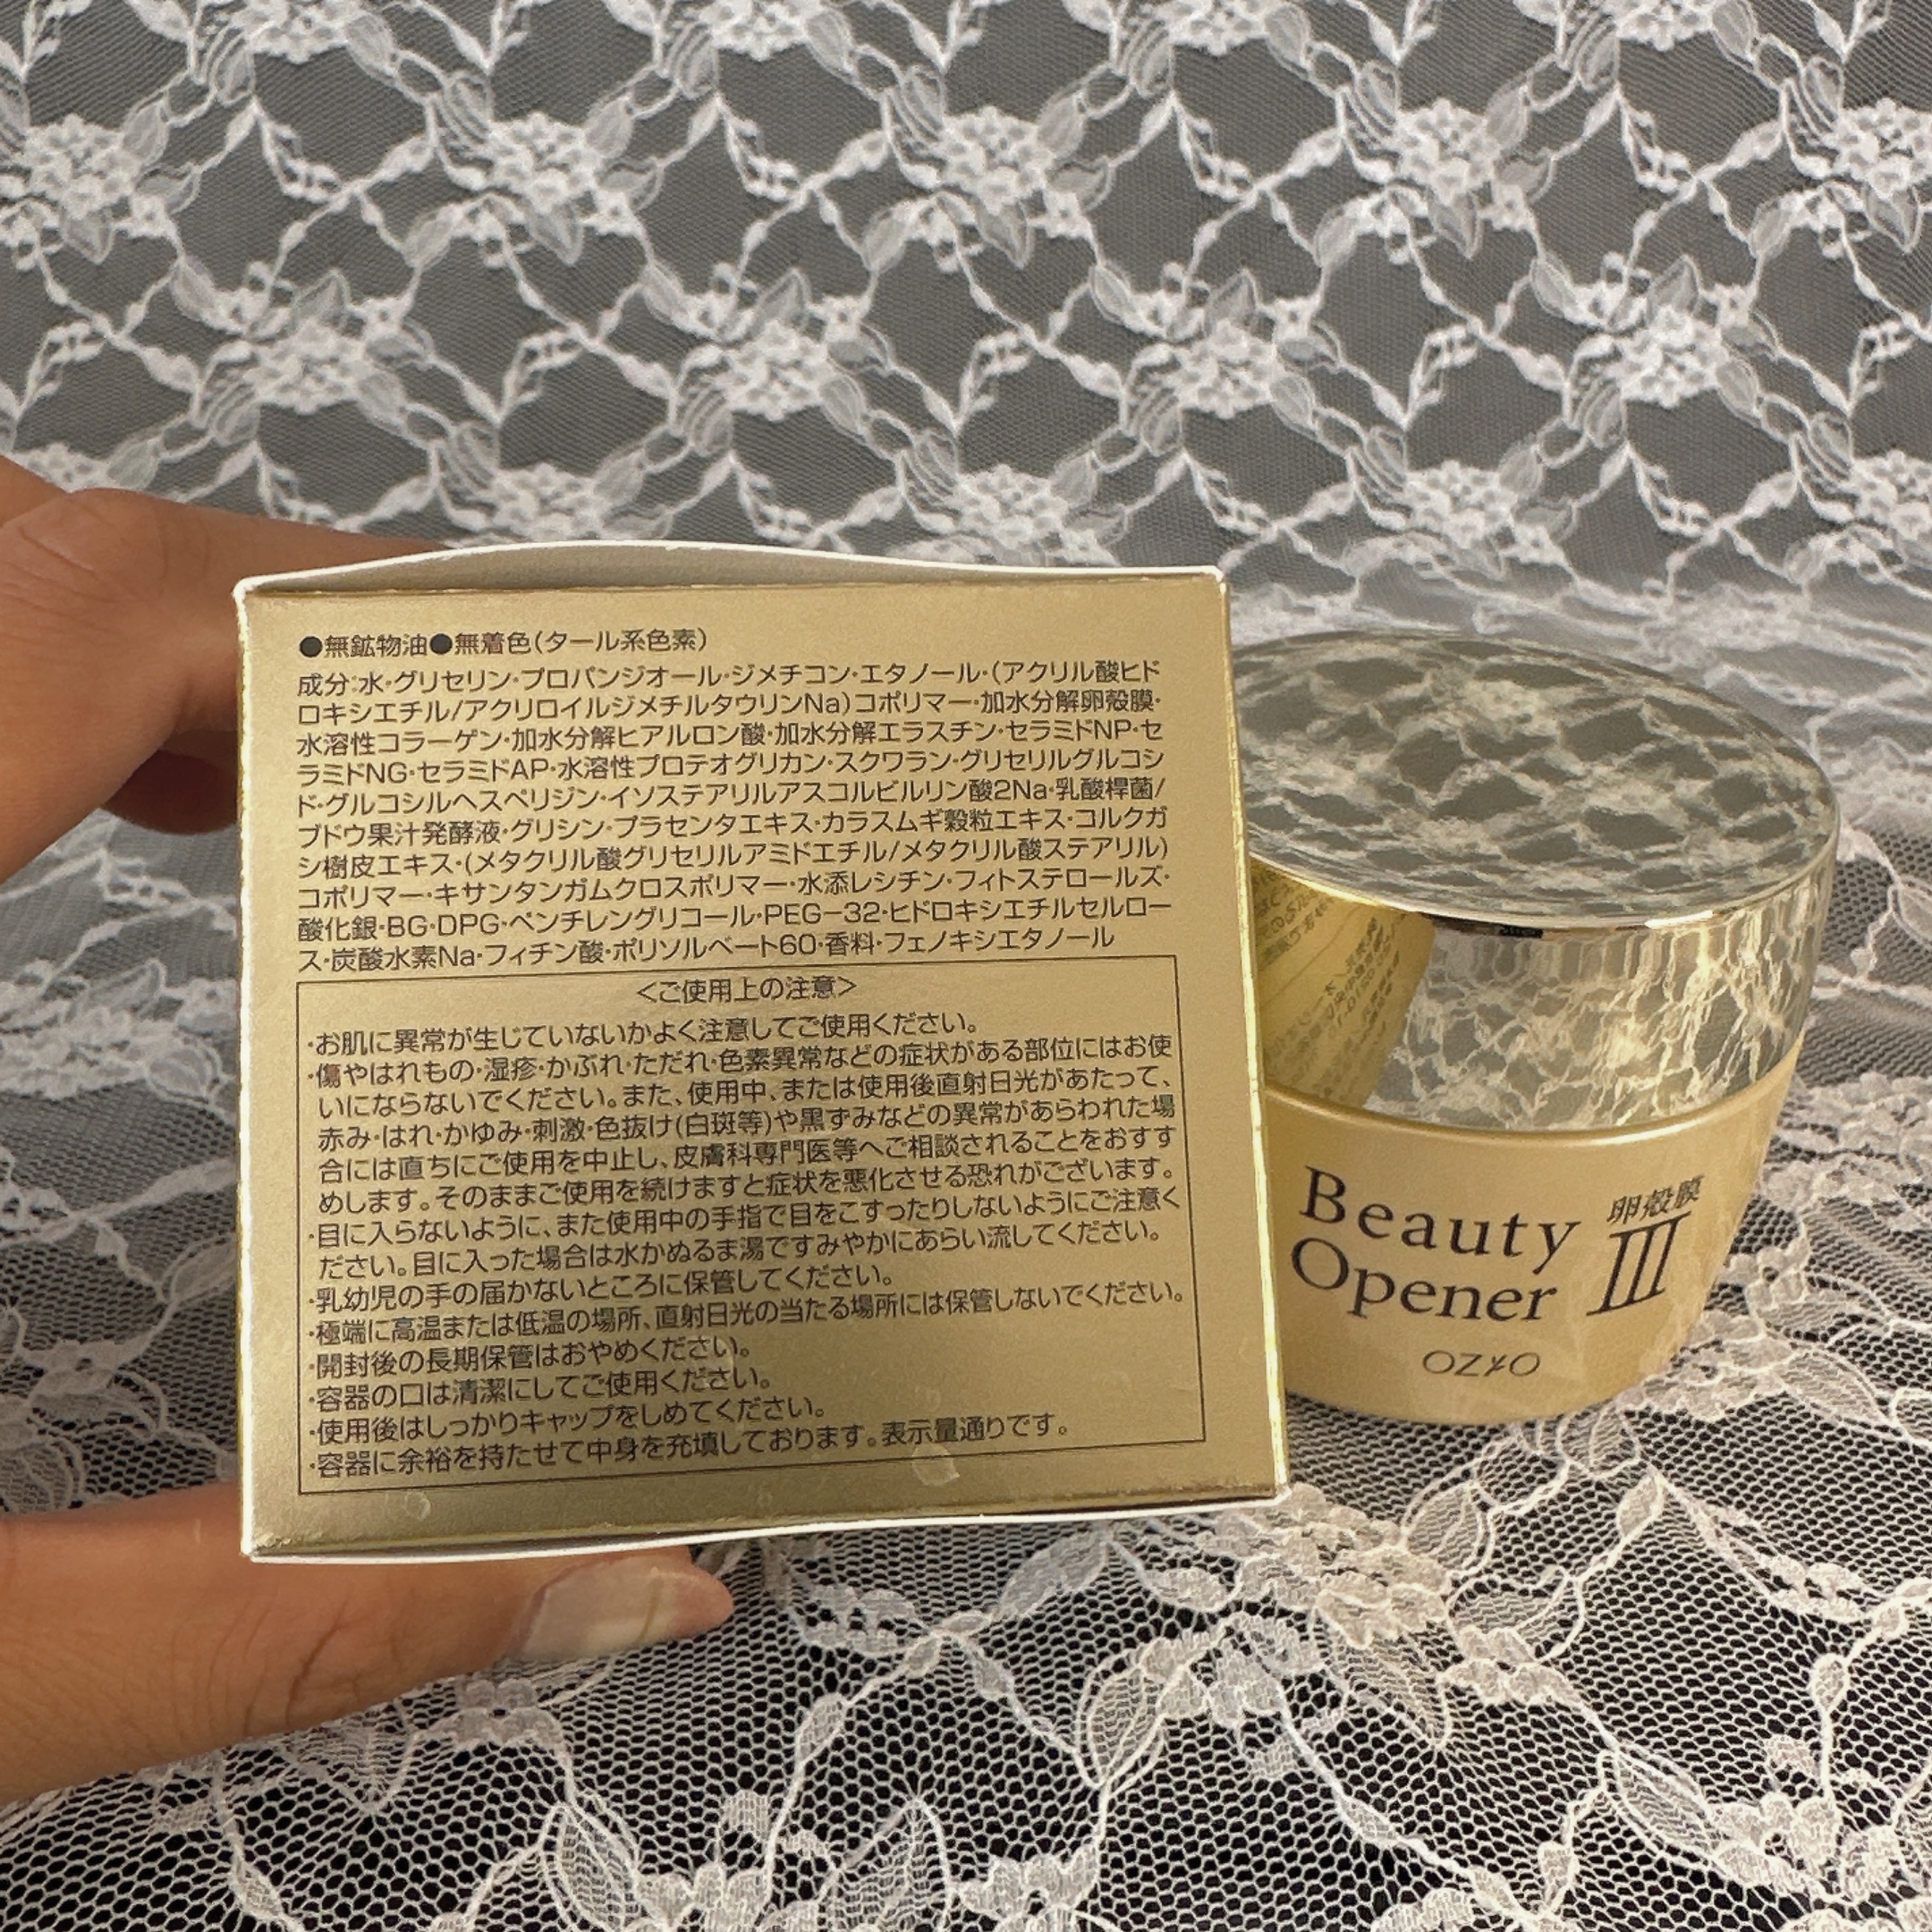 ●無鉱物油●無着色(タール系色素)
成分:水・グリセリン・プロパンジオール・ジメチコン・エタノール・(アクリル酸ヒド
ロキシエチル/アクリロイルジメチルタウリンNa)コポリマー・加水分解卵殻膜・
水溶性コラーゲン・加水分解ヒアルロン酸・加水分解エラスチン・セラミドNP・セ
ラミドNG・セラミドAP・水溶性プロテオグリカン・スクワラン・グリセリルグルコシ
ド・グルコシルヘスペリジン・イソステアリルアスコルビルリン酸2Na・乳酸桿菌/
ブドウ果汁発酵液・グリシン・プラセンタエキス・カラスムギ穀粒エキス・コルクガ
シ樹皮エキス・(メタクリル酸グリセリルアミドエチル/メタクリル酸ステアリル)
コポリマー・キサンタンガムクロスポリマー・水添レシチン・フィトステロールズ・
酸化銀・BG・DPG・ペンチレングリコール・PEG-32・ヒドロキシエチルセルロー
ス・炭酸水素Na・フィチン酸・ポリソルベート60・香料・フェノキシエタノール
<ご使用上の注意>
・お肌に異常が生じていないかよく注意してご使用ください。
・傷やはれもの・湿疹・かぶれ・ただれ・色素異常などの症状がある部位にはお使
いにならないでください。また、使用中、または使用後直射日光があたって、
赤み・はれ・かゆみ・刺激・色抜け(白斑等)や黒ずみなどの異常があらわれた場
合には直ちにご使用を中止し、皮膚科専門医等へご相談されることをおすす
めします。そのままご使用を続けますと症状を悪化させる恐れがございます。
・目に入らないように、また使用中の手指で目をこすったりしないようにご注意く
ださい。目に入った場合は水かぬるま湯ですみやかにあらい流してください。
・乳幼児の手の届かないところに保管してください。
・極端に高温または低温の場所、直射日光の当たる場所には保管しないでください。
・開封後の長期保管はおやめください。
・容器の口は清潔にしてご使用ください。
・使用後はしっかりキャップをしめてください。
・容器に余裕を持たせて中身を充填しております。表示量通りです。
Beauty 卵殻膜
Opener III
OZIO